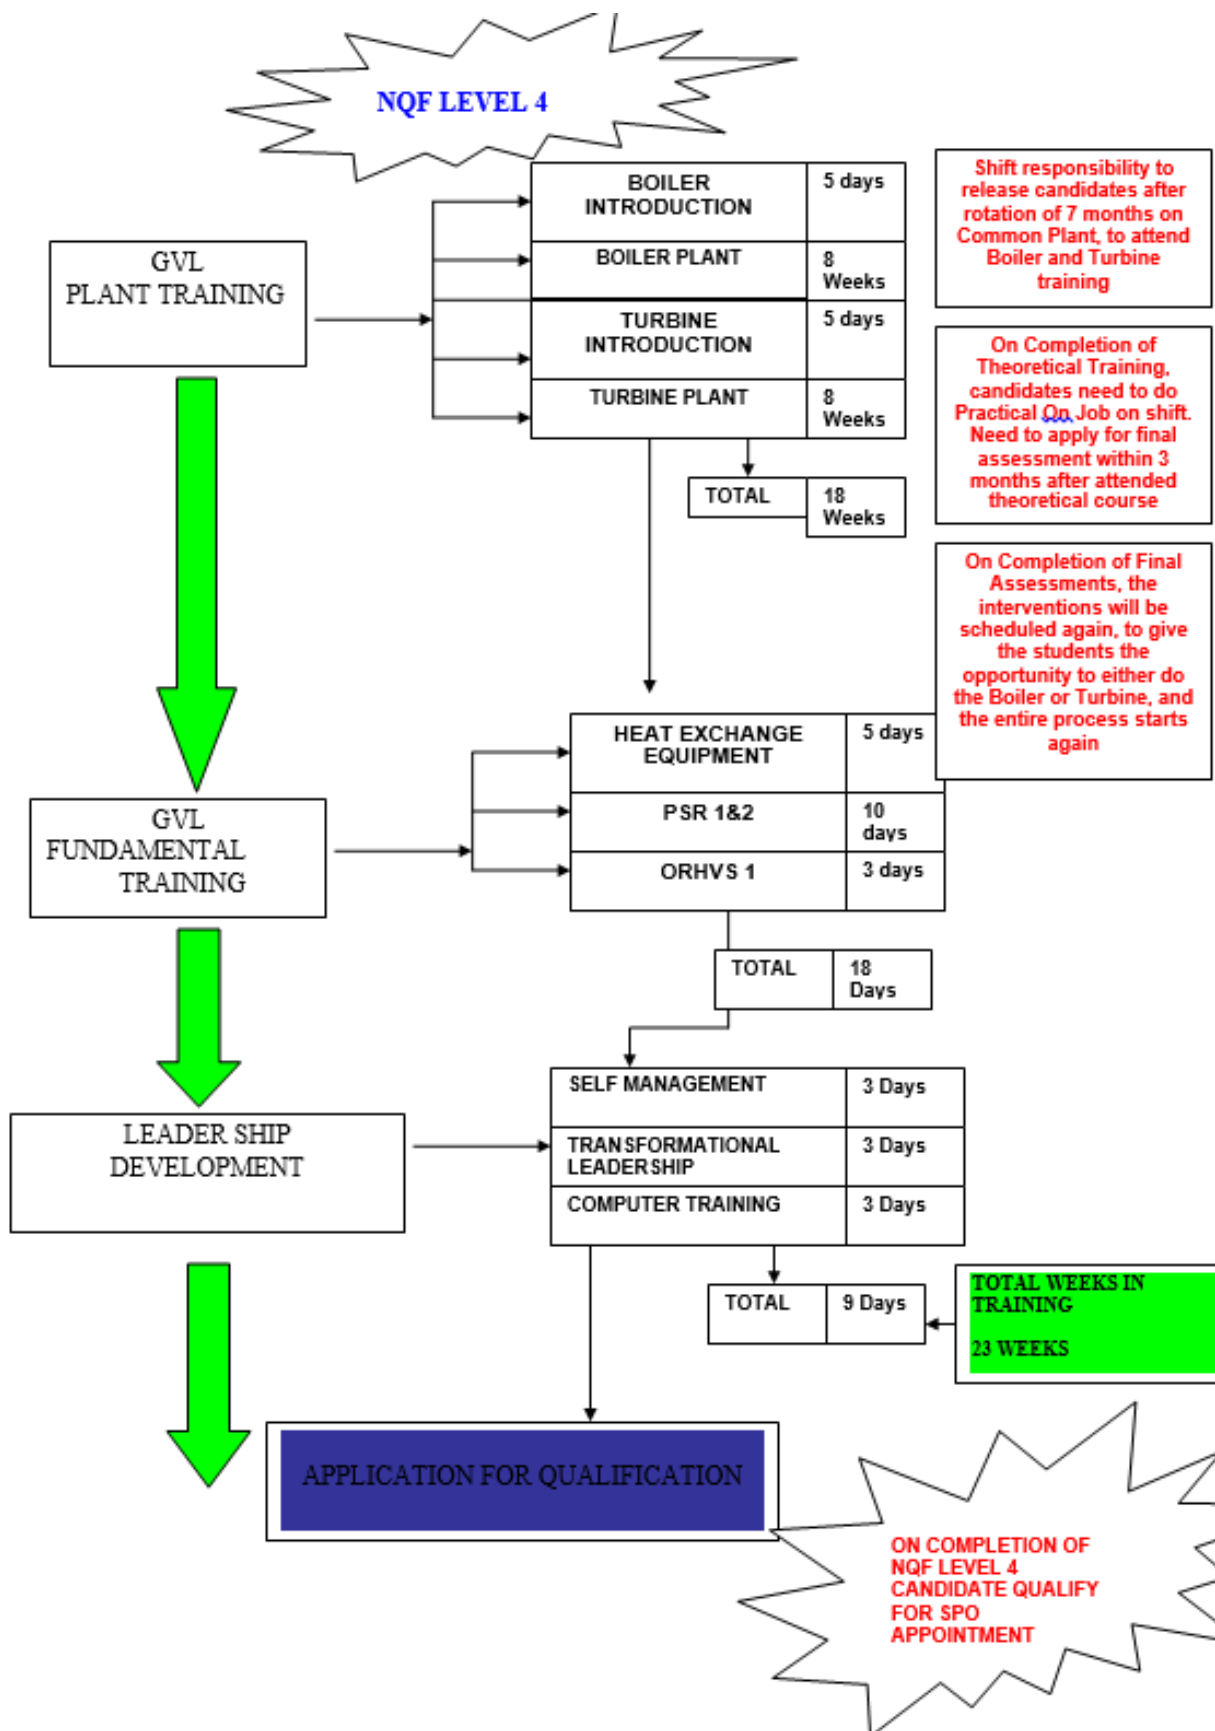 NQF LEVEL 4
BOILER
INTRODUCTION
5 days
BOILER PLANT
8
Weeks
TURBINE
INTRODUCTION
5 days
TURBINE PLANT
8
Weeks
TOTAL
18
Weeks
GVL
PLANT TRAINING
Shift responsibility to
release candidates after
rotation of 7 months on
Common Plant, to attend
Boiler and Turbine
training
On Completion of
Theoretical Training,
candidates need to do
Practical On Job on shift.
Need to apply for final
assessment within 3
months after attended
theoretical course
On Completion of Final
Assessments, the
interventions will be
scheduled again, to give
the students the
opportunity to either do
the Boiler or Turbine, and
the entire process starts
again
GVL
FUNDAMENTAL
TRAINING
HEAT EXCHANGE
EQUIPMENT
5 days
PSR 1&2
10
days
ORHVS 1
3 days
TOTAL
18
Days
LEADER SHIP
DEVELOPMENT
SELF MANAGEMENT
3 Days
TRANSFORMATIONAL
LEADERSHIP
3 Days
COMPUTER TRAINING
3 Days
TOTAL
9 Days
TOTAL WEEKS IN
TRAINING
23 WEEKS
APPLICATION FOR QUALIFICATION
ON COMPLETION OF
NQF LEVEL 4
CANDIDATE QUALIFY
FOR SPO
APPOINTMENT